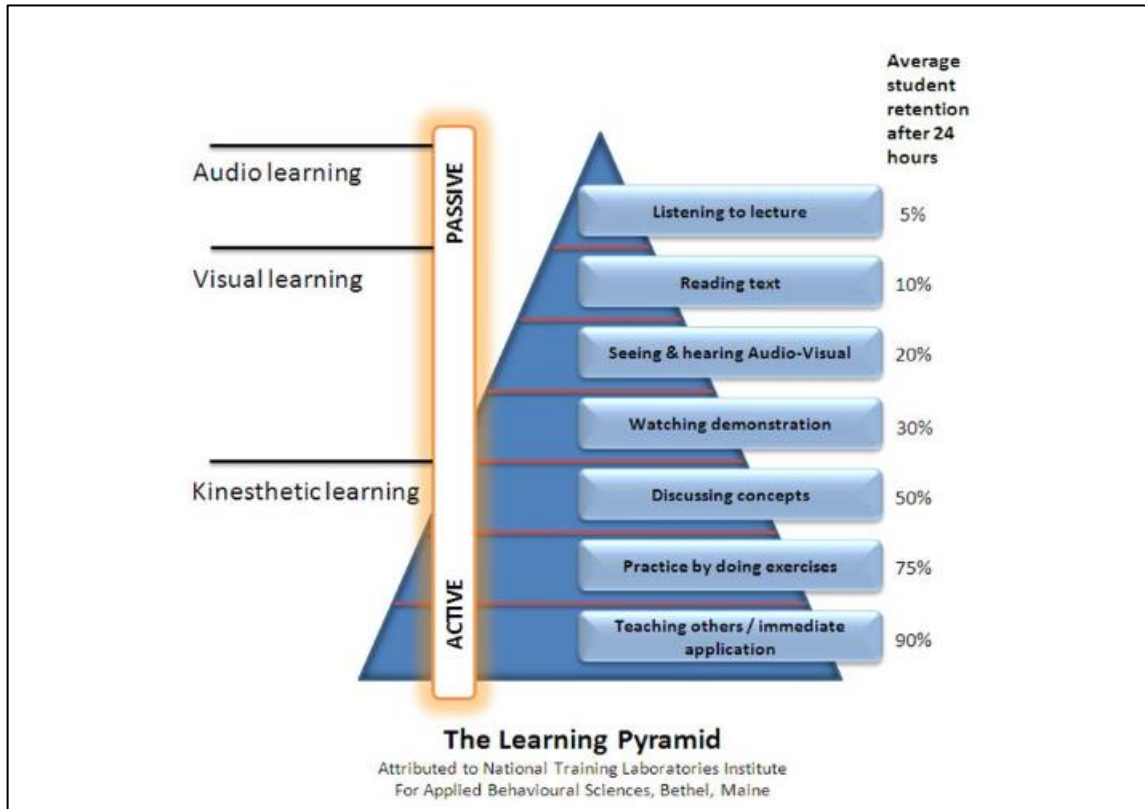 Average
student
retention
after 24
hours
Audio learning
Visual learning
Kinesthetic learning
PASSIVE
ACTIVE
Listening to lecture
5%
Reading text
10%
Seeing & hearing Audio-Visual
20%
Watching demonstration
30%
Discussing concepts
50%
Practice by doing exercises
75%
Teaching others / immediate
application
90%
The Learning Pyramid
Attributed to National Training Laboratories Institute
For Applied Behavioural Sciences, Bethel, Maine